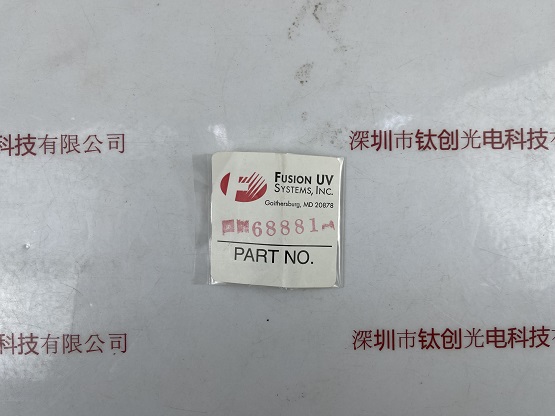 科技有限公司
深圳市钛创光电科技
FUSION UV
SYSTEMS, INC.
Gaithersburg, MD 20878
68881
PART NO.
科技有限公司
深圳市钛创光电科技有